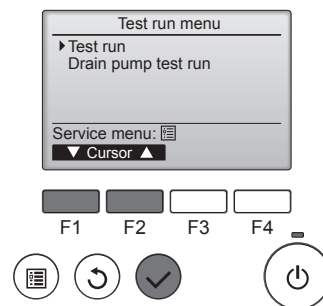 Test run menu
Test run
Drain pump test run
Service menu:
▼ Cursor ▲
F1 F2 F3 F4